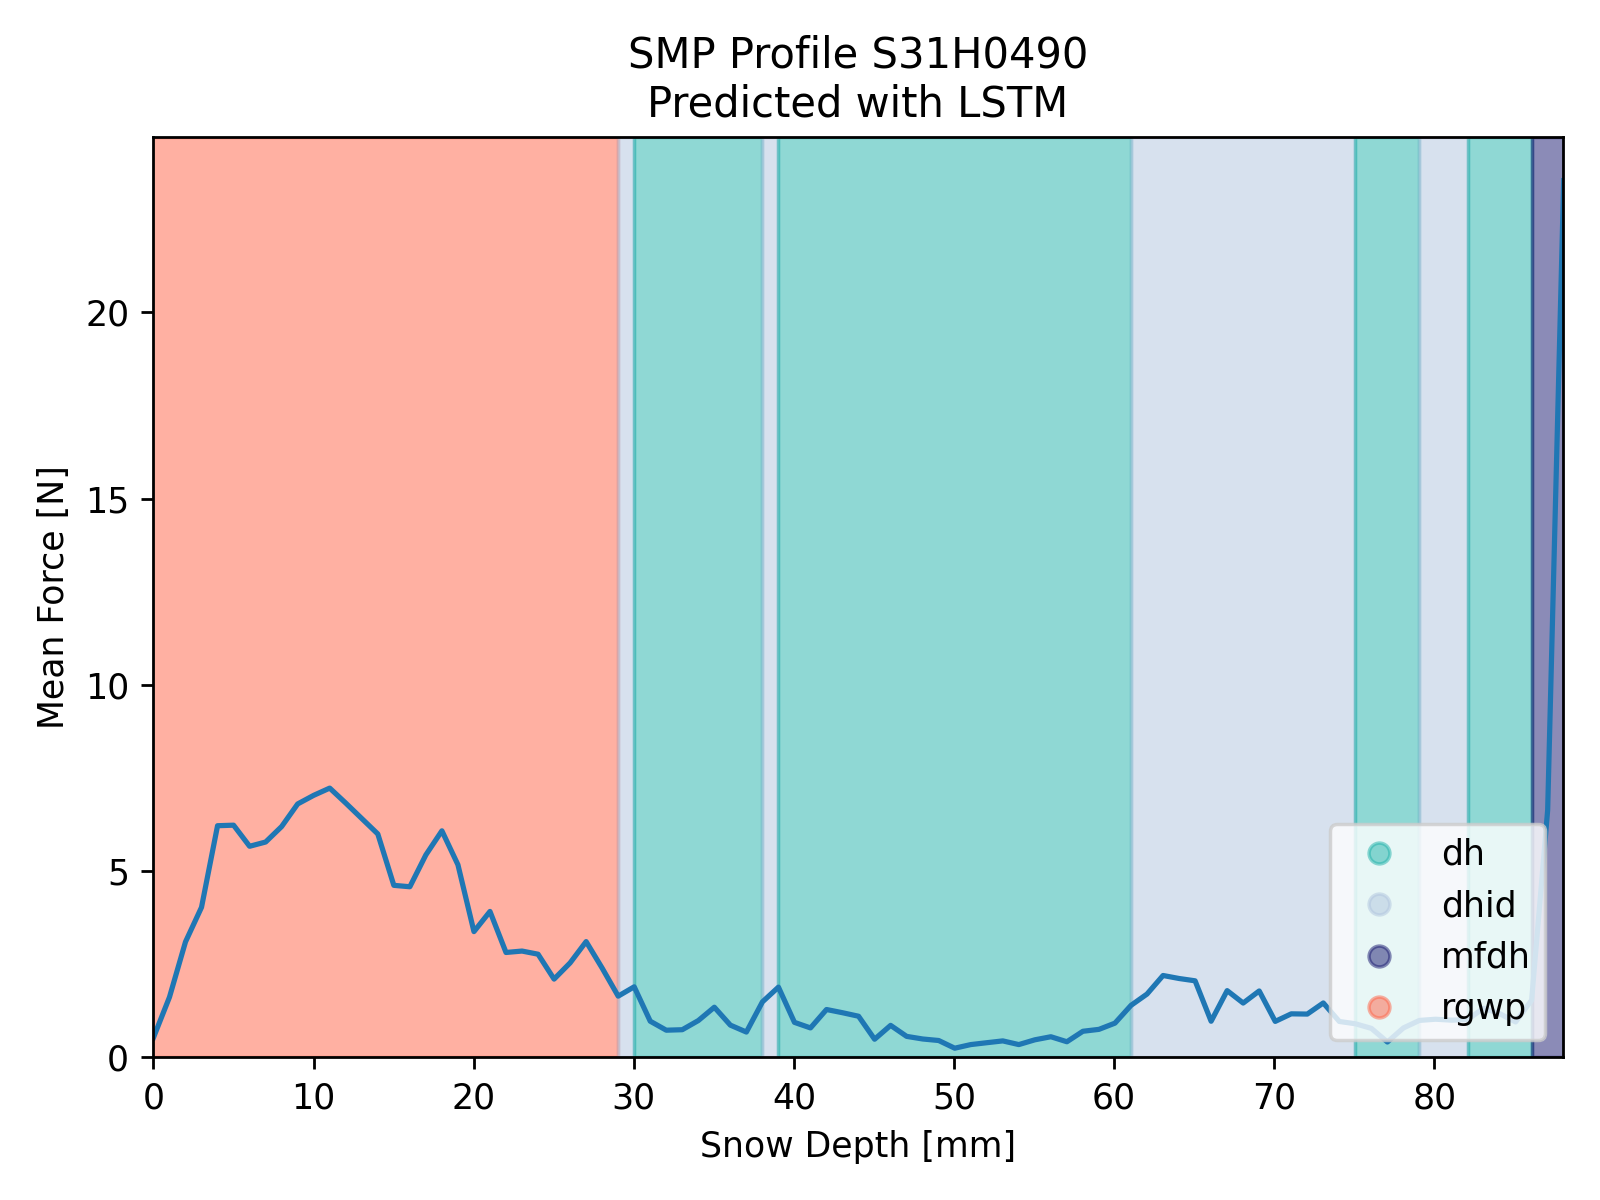 SMP Profile S31H0490
Predicted with LSTM
Mean Force [N]
20
15
10
5
0
0 10 20 30 40 50 60 70 80
Snow Depth [mm]
dh
dhid
mfdh
rgwp